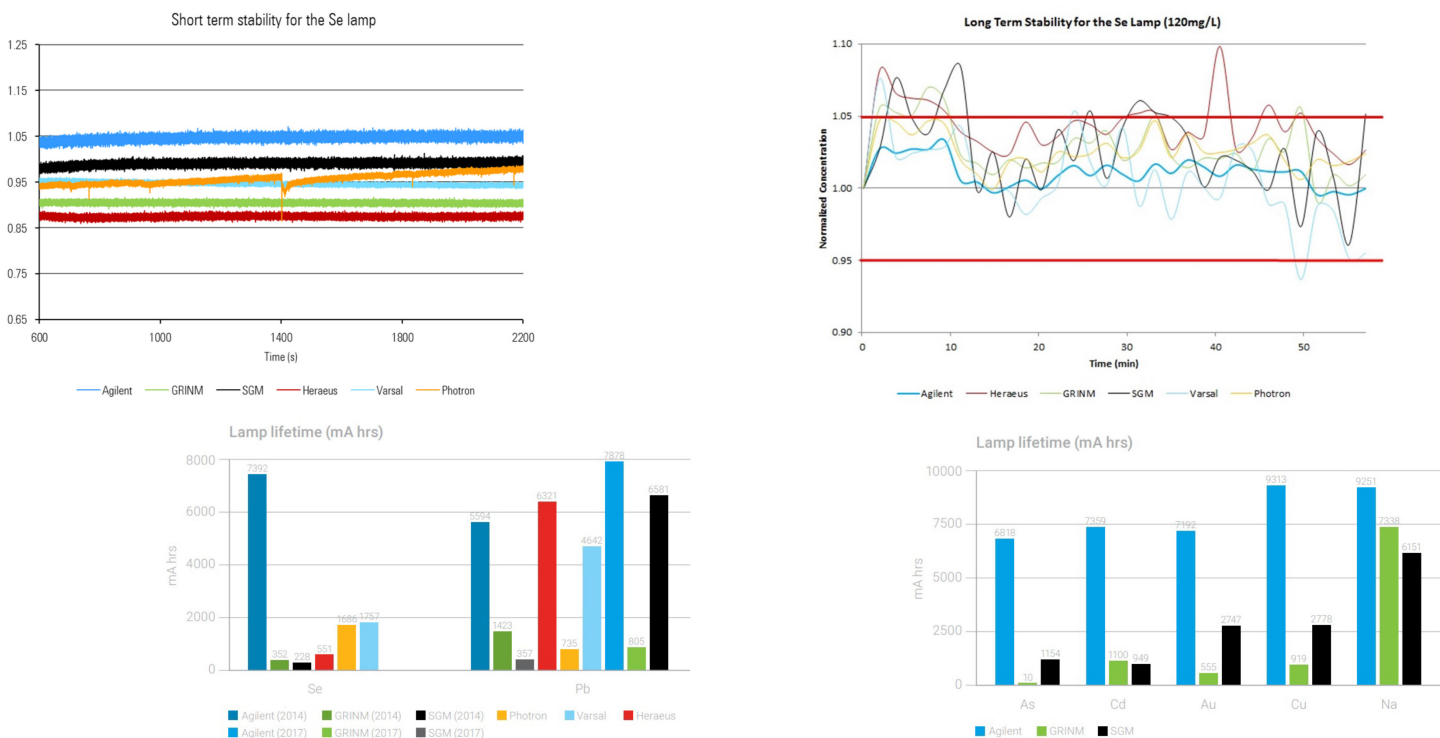 Short term stability for the Se lamp
1.25
1.15
1.05
0.95
0.85
0.75
0.65
600 1000 1400 1800 2200
Time (s)
Agilent GRINM SGM Heraeus Varsal Photron
Long Term Stability for the Se Lamp (120mg/L)
Normalized Concentration
1.10
1.05
1.00
0.95
0.90
0 10 20 30 40 50
Time (min)
Agilent Heraeus GRINM SGM Varsal Photron
Lamp lifetime (mA hrs)
mA hrs
8000
6000
4000
2000
0
7392 352 228 551 1686 1757
5594 1423 357 6321 735 4642 7878 805 6581
Se Pb
Agilent (2014) GRINM (2014) SGM (2014) Photron Varsal Heraeus
Agilent (2017) GRINM (2017) SGM (2017)
Lamp lifetime (mA hrs)
mA hrs
10000
7500
5000
2500
0
6818 10 1154
7359 1100 949
7192 555 2747
9313 919 2778
9251 7338 6151
As Cd Au Cu Na
Agilent GRINM SGM